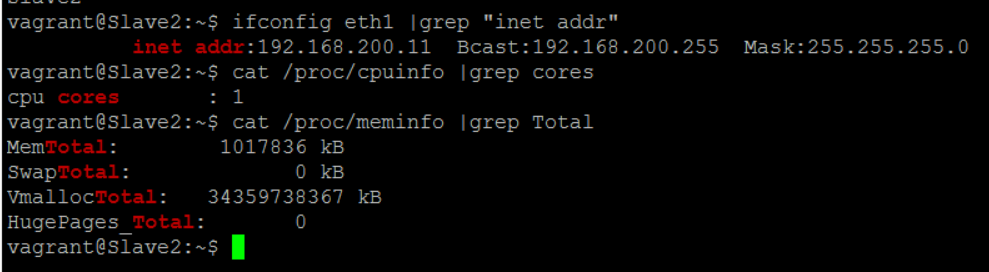 vagrant@Slave2:~$ ifconfig eth1 |grep "inet addr"
          inet addr:192.168.200.11  Bcast:192.168.200.255  Mask:255.255.255.0
vagrant@Slave2:~$ cat /proc/cpuinfo |grep cores
cpu cores       : 1
vagrant@Slave2:~$ cat /proc/meminfo |grep Total
MemTotal:        1017836 kB
SwapTotal:             0 kB
VmallocTotal:   34359738367 kB
HugePages_Total:       0
vagrant@Slave2:~$